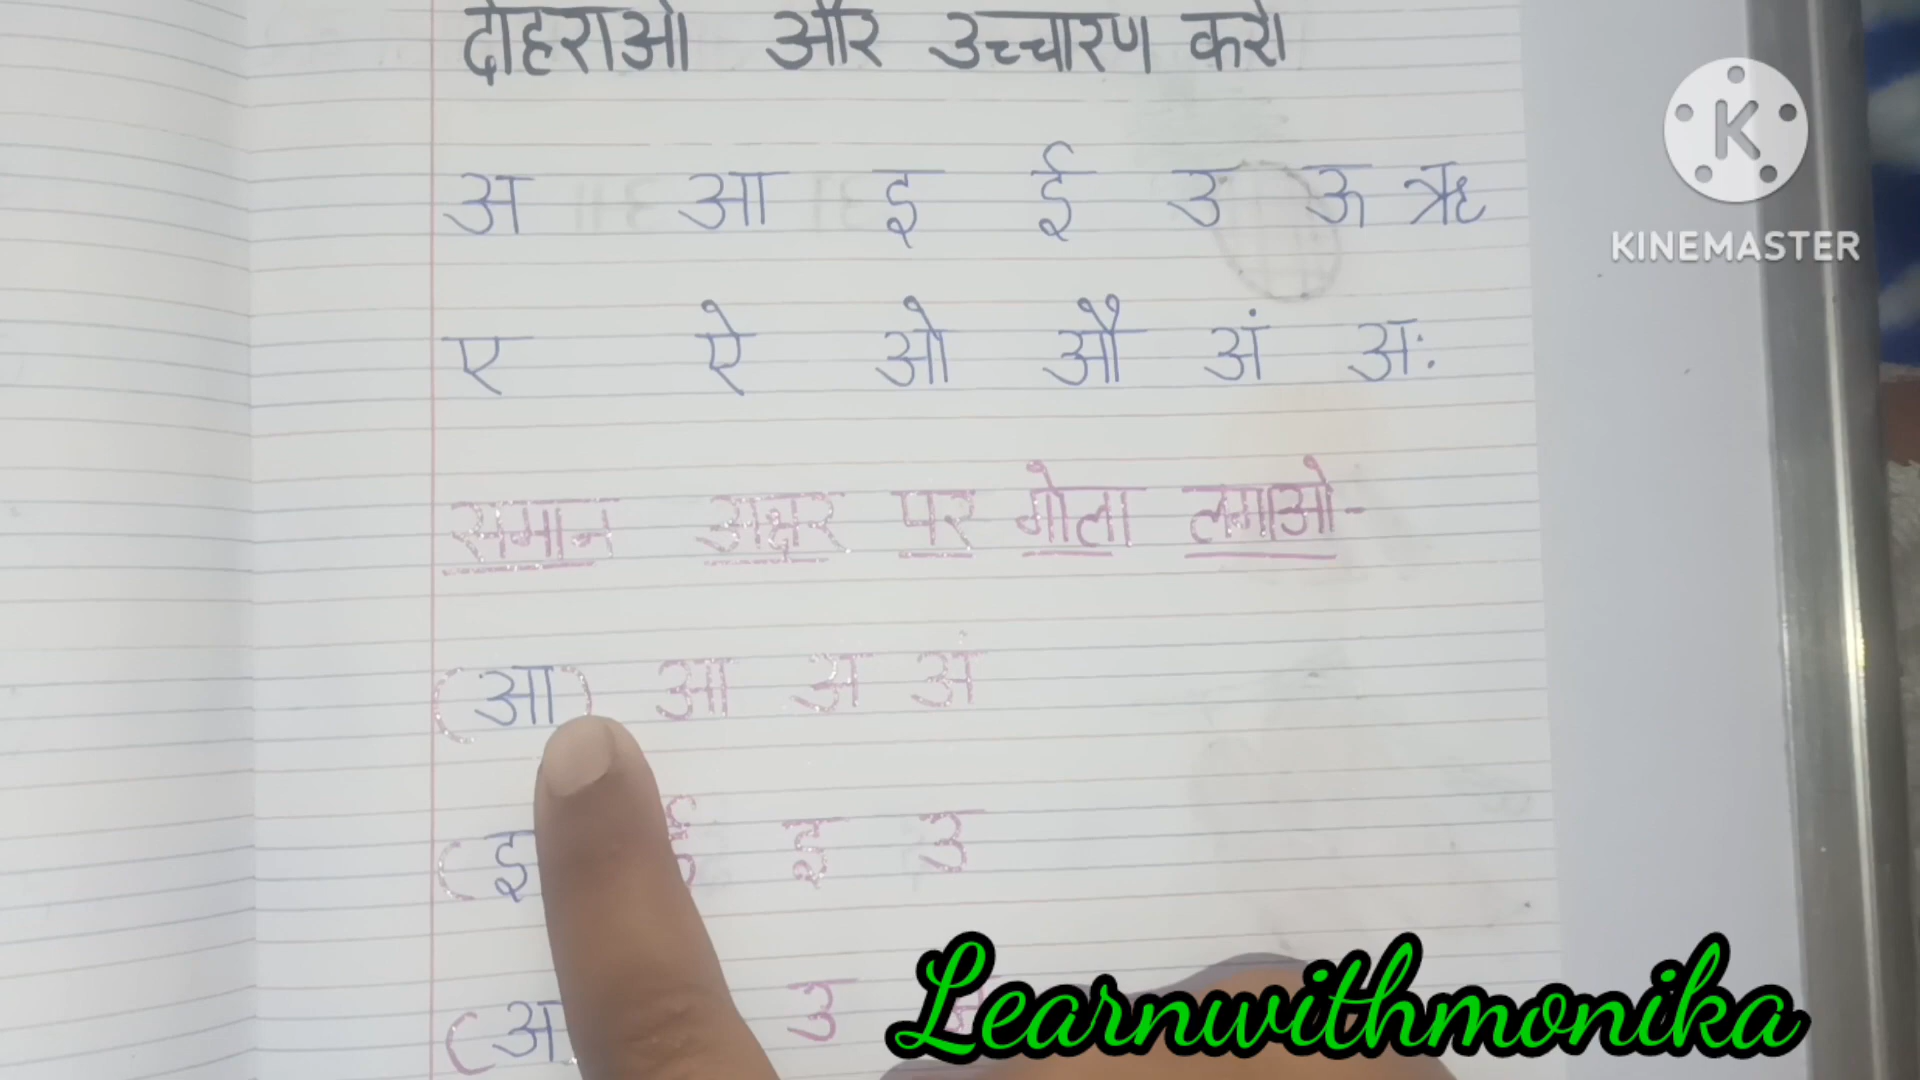 दोहराओ और उच्चारण करो
अ आ इ ई उ ऊ ऋ
ए ऐ ओ औ अं अः
समान अक्षर पर गोला लगाओ-
(आ) आ अ अं
(इ ई इ उ
(अ उ
K
KINEMASTER
Learnwithmonika